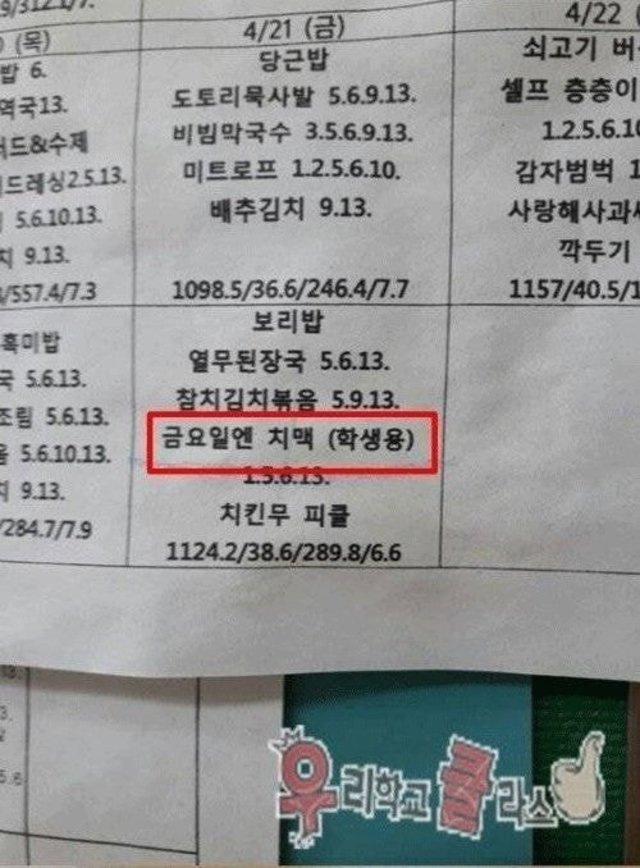 4/21 (금)
4/22
(목)
밥 6.
역국13.
드&수제
드레싱2.5.13.
5.6.10.13.
치 9.13.
/557.4/7.3
당근밥
도토리묵사발 5.6.9.13.
비빔막국수 3.5.6.9.13.
미트로프 1.2.5.6.10.
배추김치 9.13.
1098.5/36.6/246.4/7.7
쇠고기
셀프 층층이
1.2.5.6.10
감자범벅 1
사랑해사과
깍두기
1157/40.5/1
흑미밥
국 5.6.13.
조림 5.6.13.
5.6.10.13.
치 9.13.
/284.7/7.9
보리밥
열무된장국 5.6.13.
참치김치볶음 5.9.13.
금요일엔 치맥 (학생용)
1.5.6.13.
치킨무 피클
1124.2/38.6/289.8/6.6
우리학교 클라스